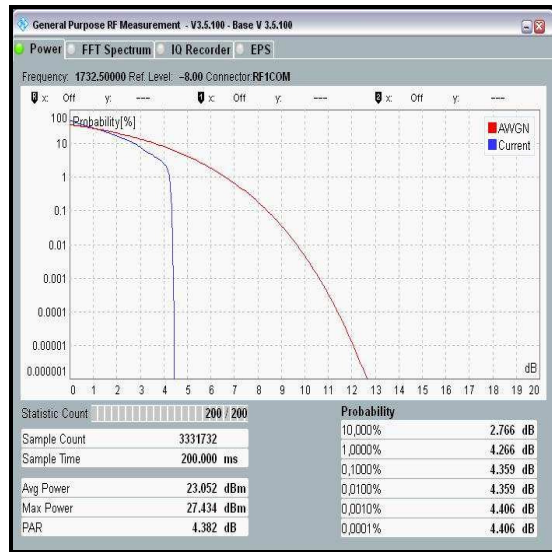 General Purpose RF Measurement - V3.5.100 - Base V 3.5.100
Power FFT Spectrum IQ Recorder EPS
Frequency: 1732.50000 Ref. Level: -8.00 Connector:RF1COM
x: Off y: --- x: Off y: --- x: Off y: ---
100 Probability[%]
AWGN
10
Current
1
0.1
0.01
0.001
0.0001
0.00001
0.000001
dB
0 1 2 3 4 5 6 7 8 9 10 11 12 13 14 15 16 17 18 19 20
Statistic Count 200 / 200
Sample Count 3331732
Sample Time 200.000 ms
Avg Power 23.052 dBm
Max Power 27.434 dBm
PAR 4.382 dB
Probability
10,000% 2.766 dB
1,0000% 4.266 dB
0,1000% 4.359 dB
0,0100% 4.359 dB
0,0010% 4.406 dB
0,0001% 4.406 dB